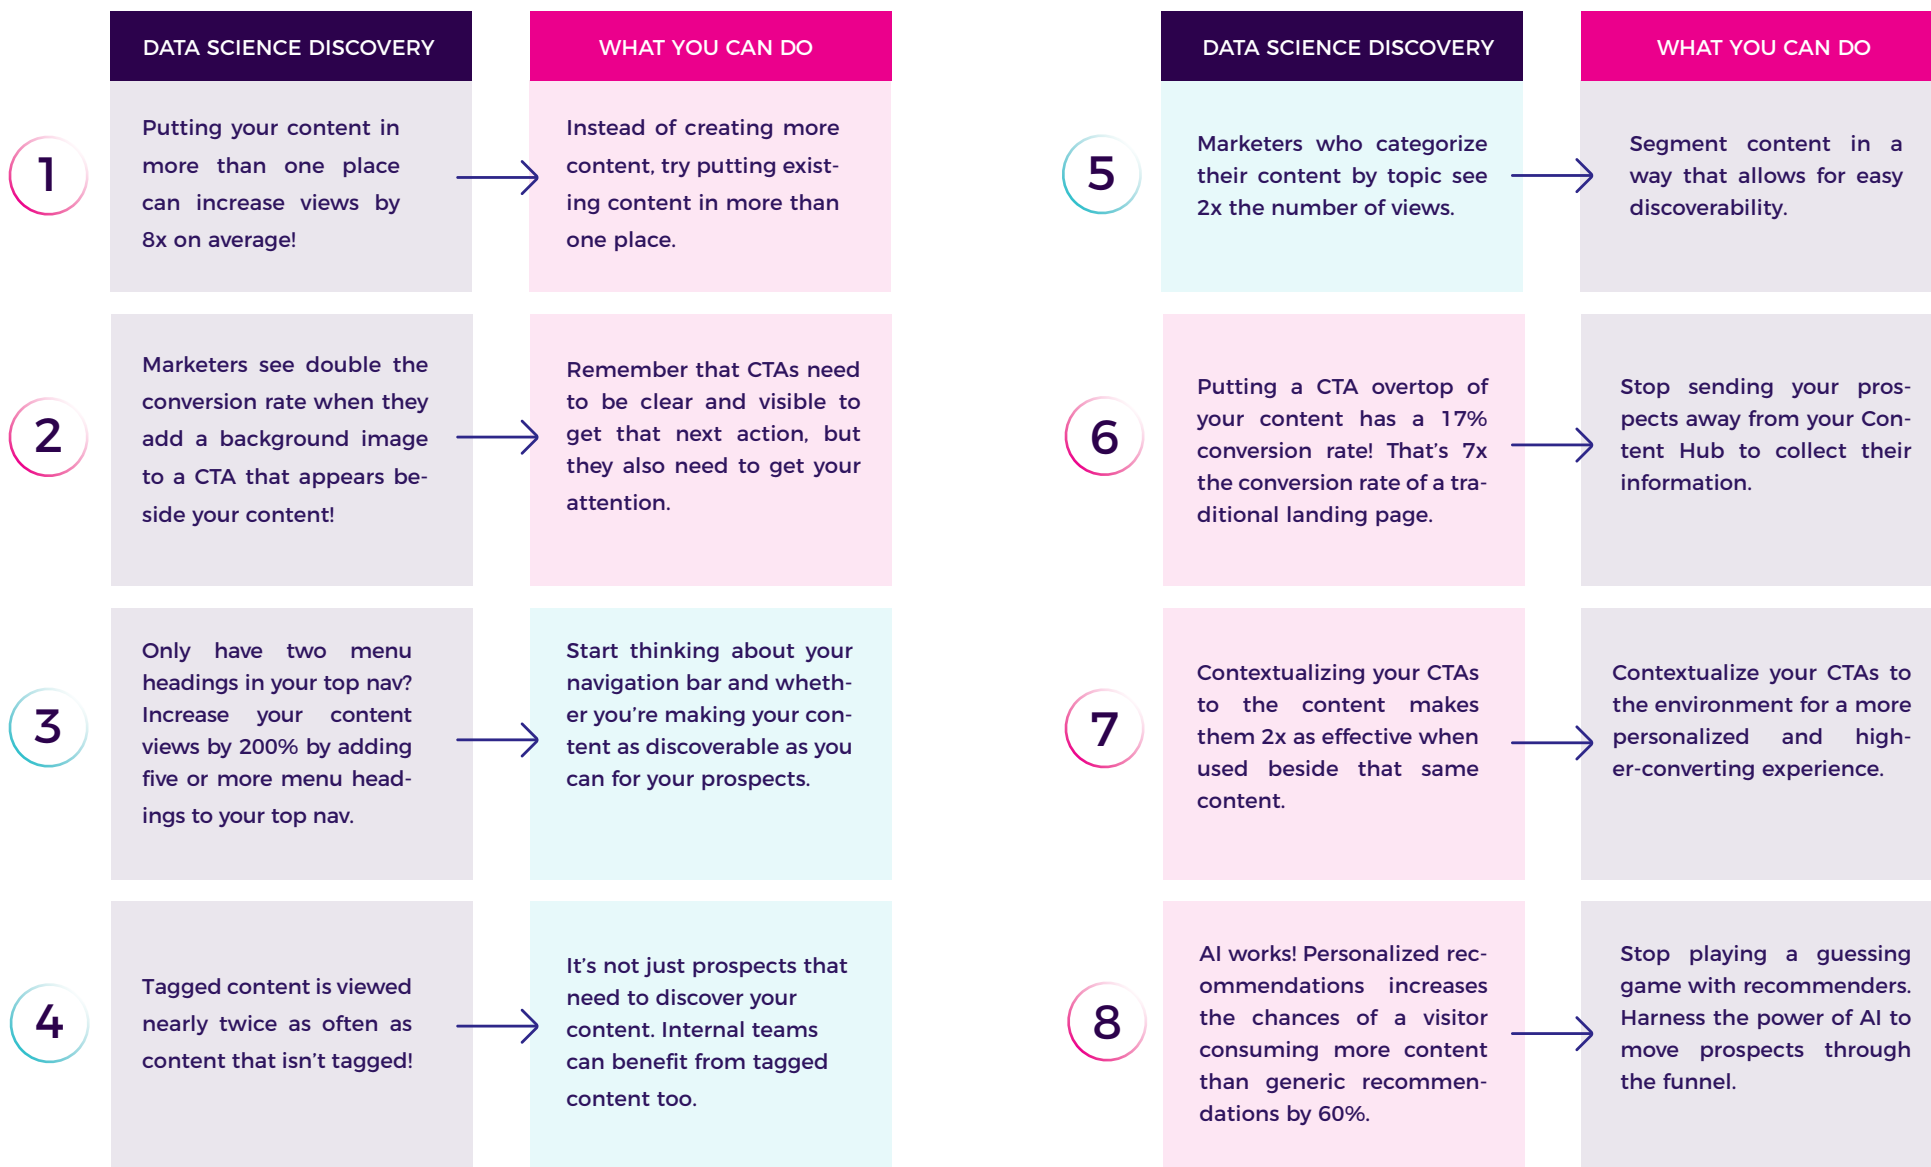 DATA SCIENCE DISCOVERY
WHAT YOU CAN DO
1
Putting your content in
more than one place
can increase views by
8x on average!
Instead of creating more
content, try putting exist-
ing content in more than
one place.
2
Marketers see double the
conversion rate when they
add a background image
to a CTA that appears be-
side your content!
Remember that CTAs need
to be clear and visible to
get that next action, but
they also need to get your
attention.
3
Only have two menu
headings in your top nav?
Increase your content
views by 200% by adding
five or more menu head-
ings to your top nav.
Start thinking about your
navigation bar and wheth-
er you’re making your con-
tent as discoverable as you
can for your prospects.
4
Tagged content is viewed
nearly twice as often as
content that isn’t tagged!
It’s not just prospects that
need to discover your
content. Internal teams
can benefit from tagged
content too.
DATA SCIENCE DISCOVERY
WHAT YOU CAN DO
5
Marketers who categorize
their content by topic see
2x the number of views.
Segment content in a
way that allows for easy
discoverability.
6
Putting a CTA overtop of
your content has a 17%
conversion rate! That’s 7x
the conversion rate of a tra-
ditional landing page.
Stop sending your pros-
pects away from your Con-
tent Hub to collect their
information.
7
Contextualizing your CTAs
to the content makes
them 2x as effective when
used beside that same
content.
Contextualize your CTAs to
the environment for a more
personalized and high-
er-converting experience.
8
AI works! Personalized rec-
ommendations increases
the chances of a visitor
consuming more content
than generic recommen-
dations by 60%.
Stop playing a guessing
game with recommenders.
Harness the power of AI to
move prospects through
the funnel.